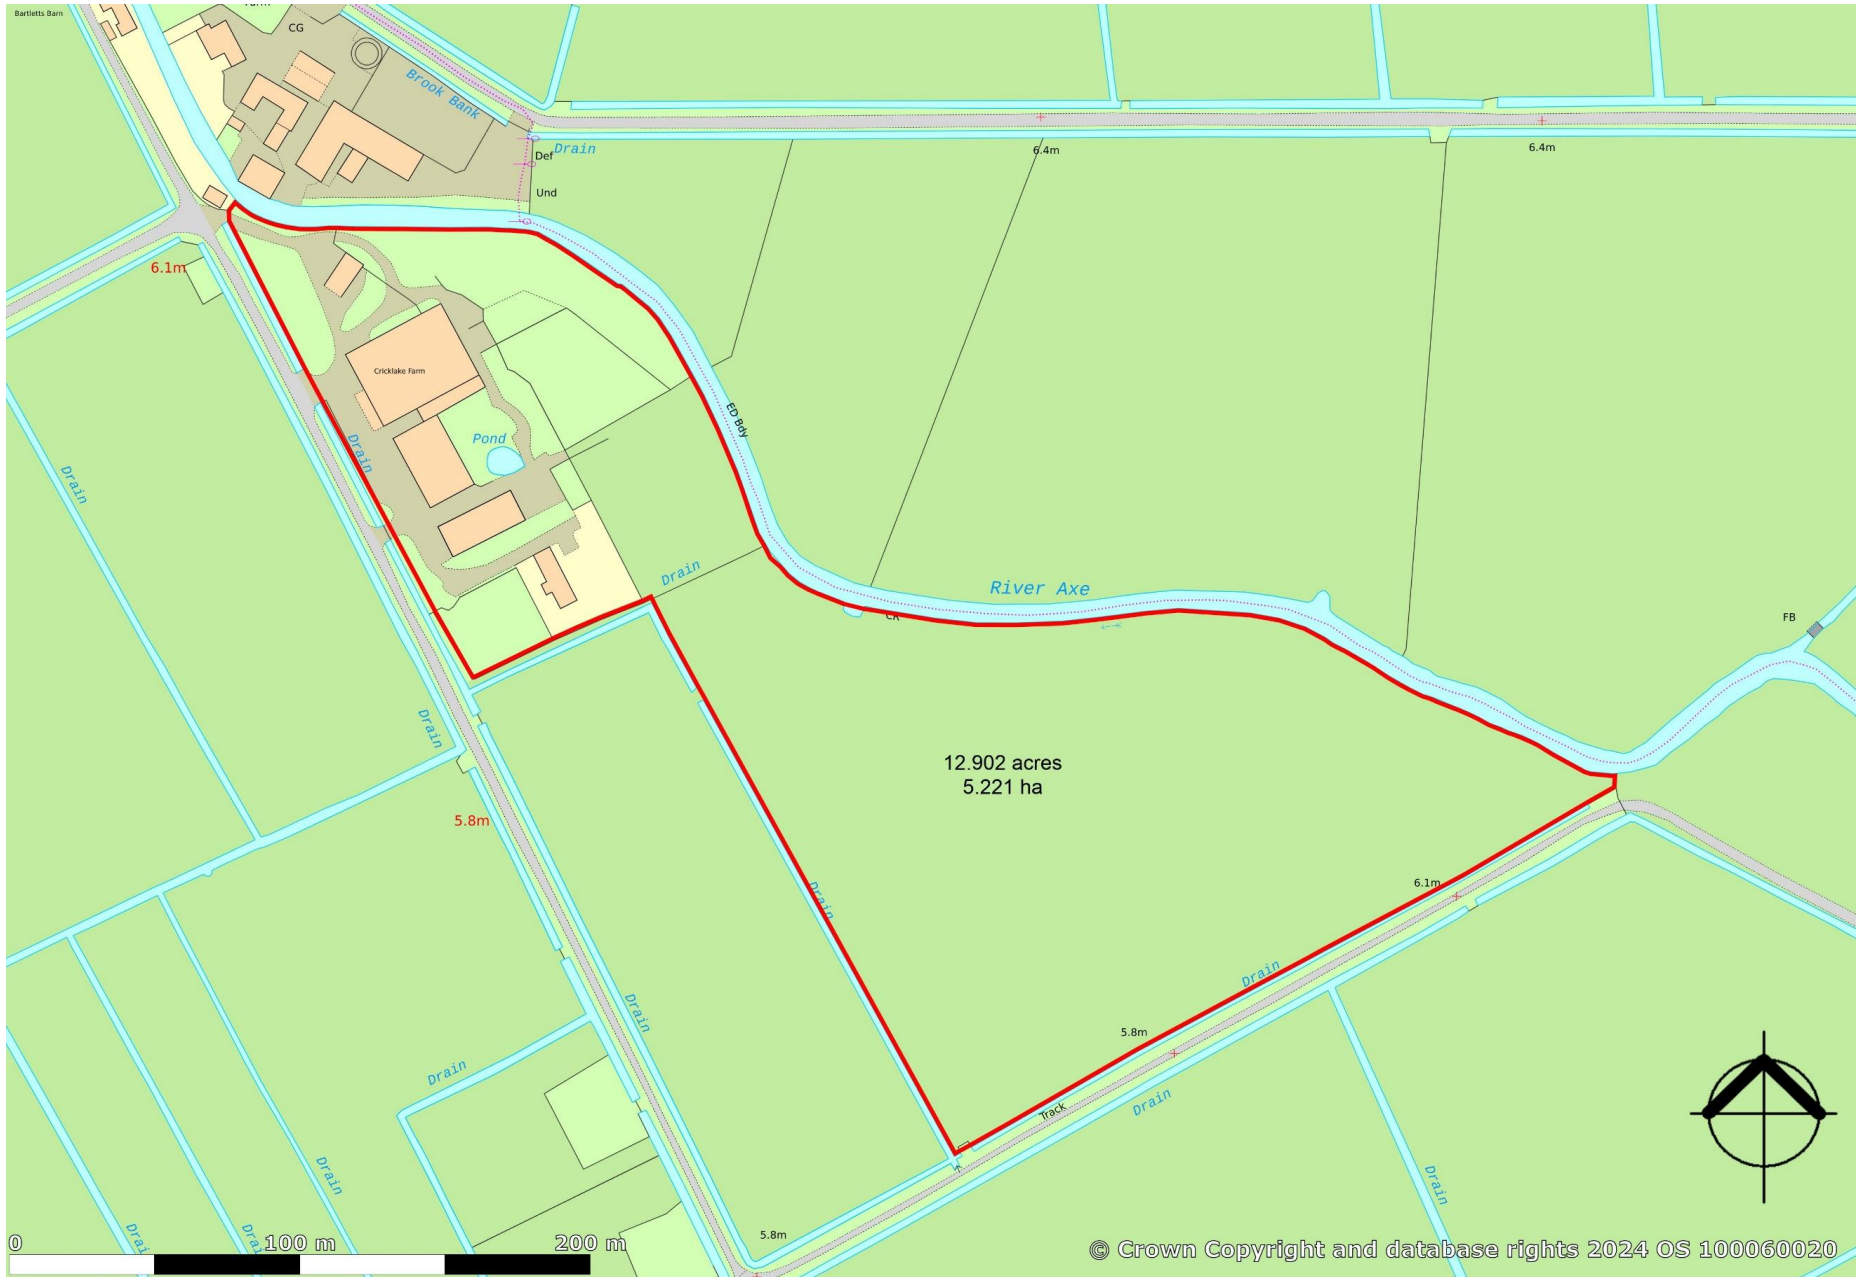 Bartletts Barn
CG
Brook Bank
Drain
Def
6.4m
6.4m
Und
6.1m
Cricklake Farm
ED Bdy
Drain
Pond
Drain
Drain
River Axe
CR
FB
Drain
12.902 acres
5.221 ha
5.8m
6.1m
Drain
Drain
Drain
5.8m
Drain
Track
Drain
Drain
Drain
5.8m
0
100 m
200 m
© Crown Copyright and database rights 2024 OS 100060020